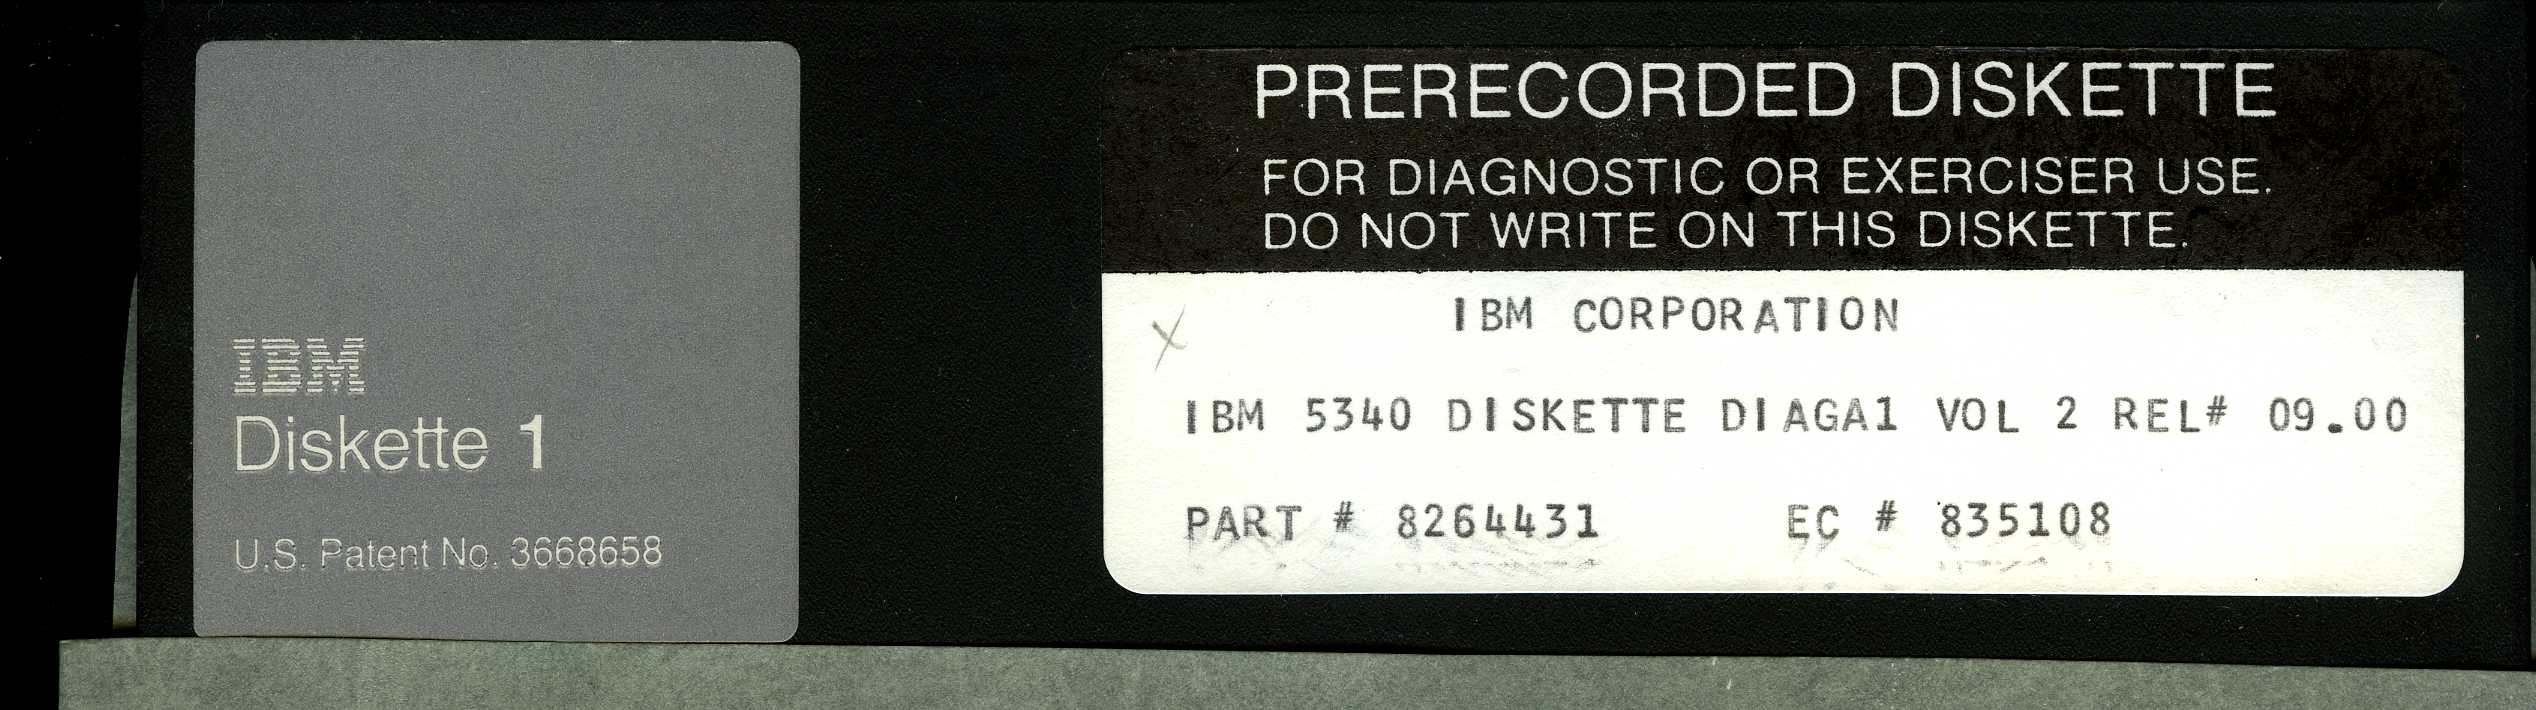 IBM
Diskette 1
U.S. Patent No. 3668658
PRERECORDED DISKETTE
FOR DIAGNOSTIC OR EXERCISER USE.
DO NOT WRITE ON THIS DISKETTE.
X
IBM CORPORATION
IBM 5340 DISKETTE DIAGA1 VOL 2 REL# 09.00
PART # 8264431 EC # 835108